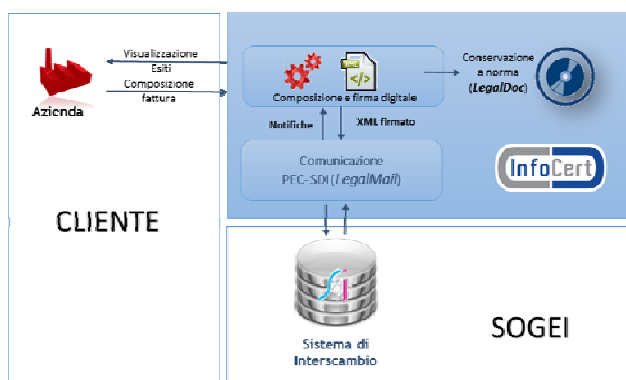 Visualizzazione
Esiti
Composizione
fattura
Azienda
CLIENTE
</>
Composizione e firma digitale
Conservazione
a norma
(LegalDoc)
Notifiche
XML firmato
Comunicazione
PEC-SDI (LegalMail)
InfoCert
Si
Sistema di
Interscambio
SOGEI